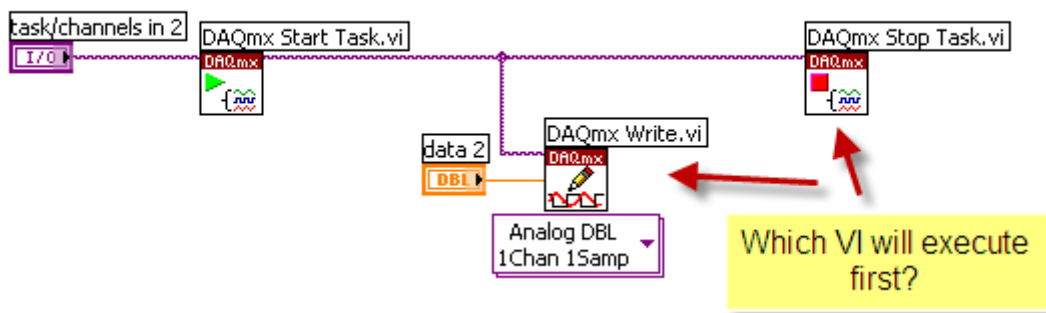 task/channels in 2
I/O
DAQmx Start Task.vi
DAQmx
DAQmx Stop Task.vi
DAQmx
data 2
DBL
DAQmx Write.vi
DAQmx
Analog DBL
1Chan 1Samp
Which VI will execute
first?